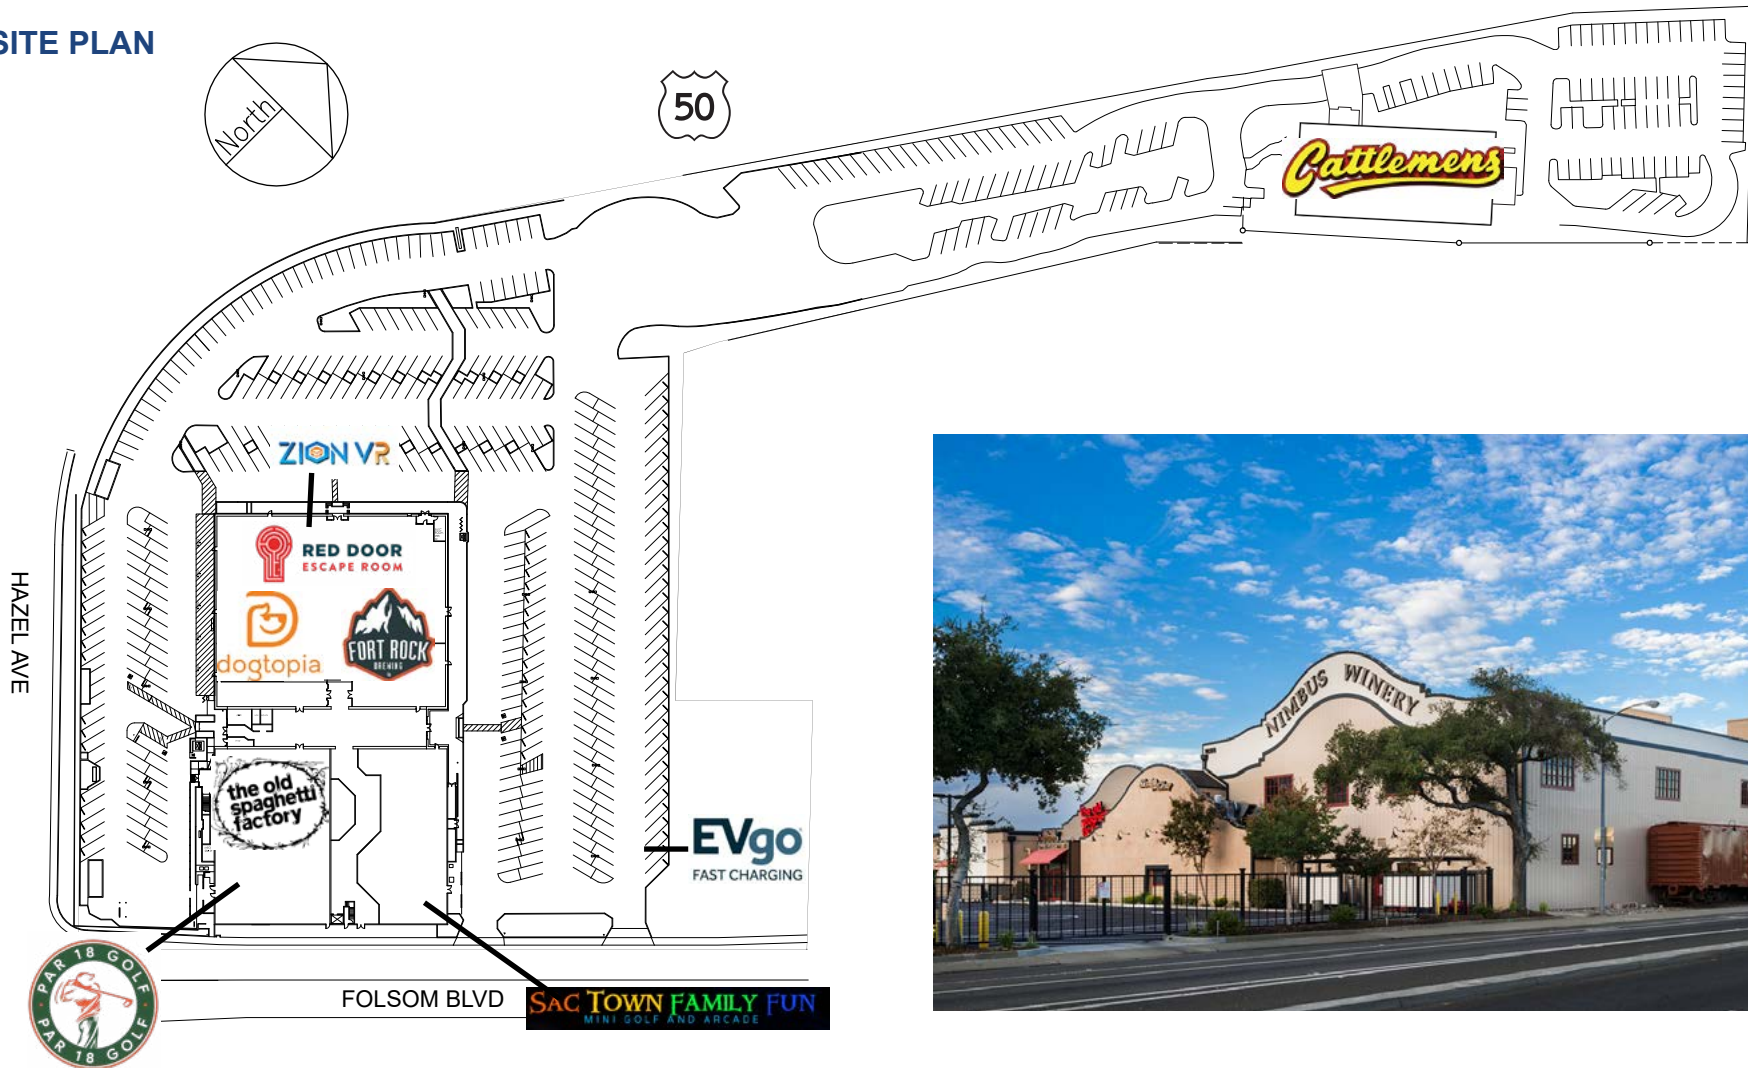 SITE PLAN
North
50
Cattlemens
ZION VR
RED DOOR
ESCAPE ROOM
dogtopia
FORT ROCK
BREWING
HAZEL AVE
the old
spaghetti
factory
EVgo
FAST CHARGING
NIMBUS WINERY
PAR 18 GOLF
PAR 18 GOLF
FOLSOM BLVD
SAC TOWN FAMILY FUN
MINI GOLF AND ARCADE